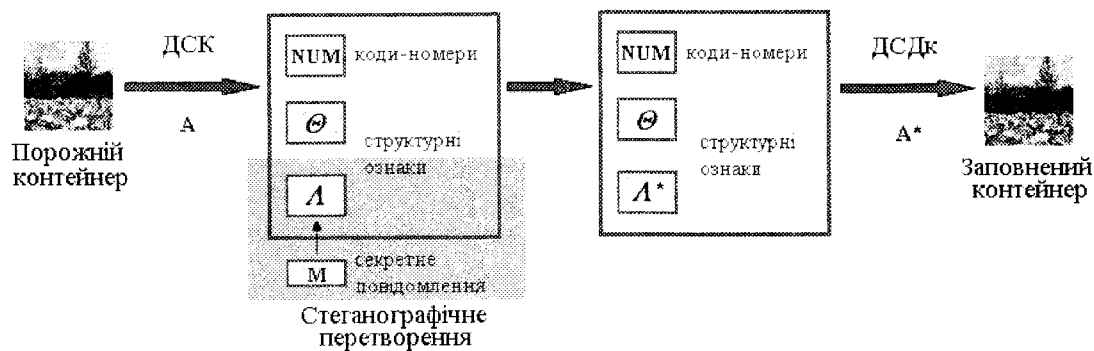 ДСК
A
Порожній
контейнер
NUM
коди-номери
Θ
структурні
ознаки
Λ
M
секретне
повідомлення
Стеганографічне
перетворення
NUM
коди-номери
Θ
структурні
ознаки
Λ*
ДСДк
A*
Заповнений
контейнер